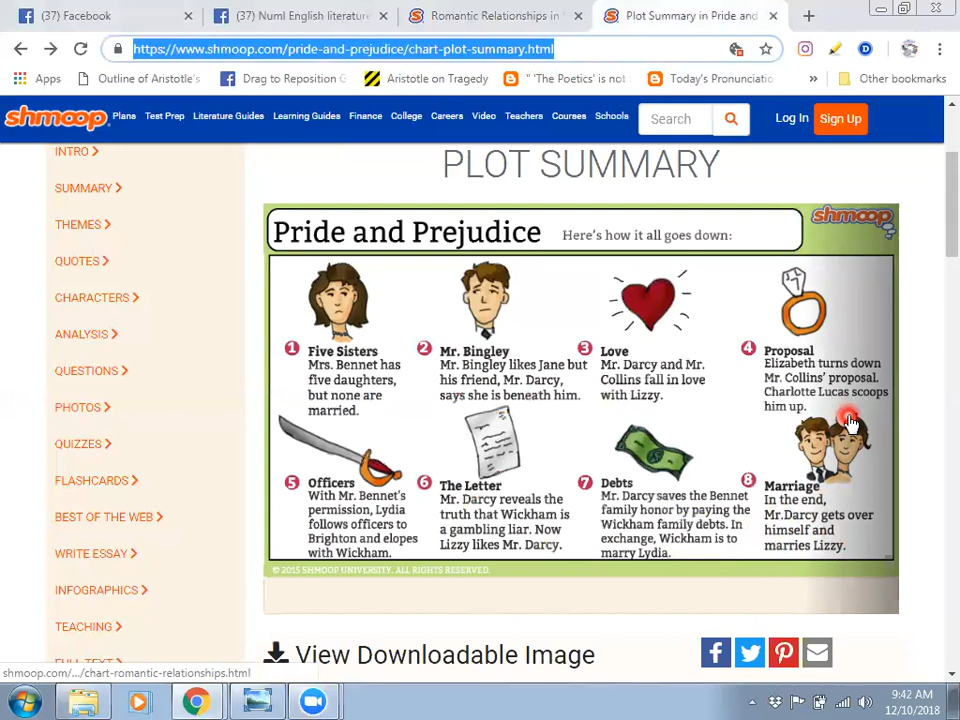 (37) Facebook
(37) Numl English literature
Romantic Relationships in
Plot Summary in Pride and
https://www.shmoop.com/pride-and-prejudice/chart-plot-summary.html
Apps
Outline of Aristotle's
Drag to Reposition
Aristotle on Tragedy
" 'The Poetics' is not
Today's Pronunciatio
»
Other bookmarks
shmoop
Plans
Test Prep
Literature Guides
Learning Guides
Finance
College
Careers
Video
Teachers
Courses
Schools
Search
Log In
Sign Up
INTRO
SUMMARY
THEMES
QUOTES
CHARACTERS
ANALYSIS
QUESTIONS
PHOTOS
QUIZZES
FLASHCARDS
BEST OF THE WEB
WRITE ESSAY
INFOGRAPHICS
TEACHING
FULL TEXT
PLOT SUMMARY
Pride and Prejudice
Here's how it all goes down:
shmoop
1 Five Sisters
Mrs. Bennet has
five daughters,
but none are
married.
2 Mr. Bingley
Mr. Bingley likes Jane but
his friend, Mr. Darcy,
says she is beneath him.
3 Love
Mr. Darcy and Mr.
Collins fall in love
with Lizzy.
4 Proposal
Elizabeth turns down
Mr. Collins' proposal.
Charlotte Lucas scoops
him up.
5 Officers
With Mr. Bennet's
permission, Lydia
follows officers to
Brighton and elopes
with Wickham.
6 The Letter
Mr. Darcy reveals the
truth that Wickham is
a gambling liar. Now
Lizzy likes Mr. Darcy.
7 Debts
Mr. Darcy saves the Bennet
family honor by paying the
Wickham family debts. In
exchange, Wickham is to
marry Lydia.
8 Marriage
In the end,
Mr.Darcy gets over
himself and
marries Lizzy.
© 2015 SHMOOP UNIVERSITY. ALL RIGHTS RESERVED.
View Downloadable Image
shmoop.com/.../chart-romantic-relationships.html
9:42 AM
12/10/2018